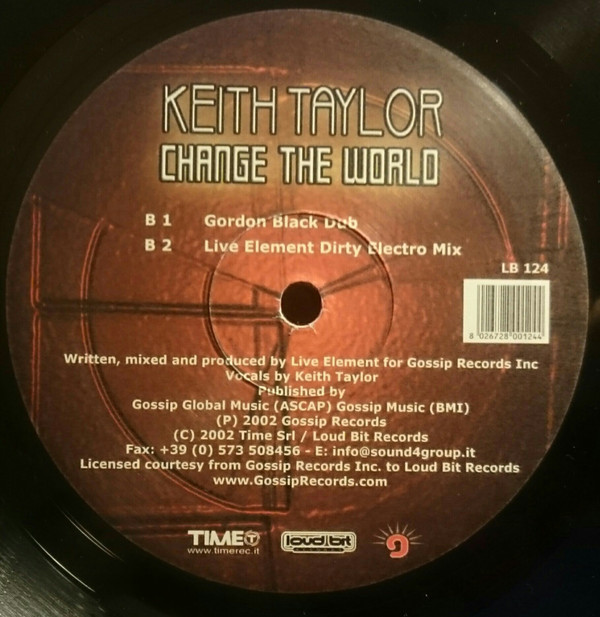 KEITH TAYLOR
CHANGE THE WORLD
B 1 Gordon Black Dub
B 2 Live Element Dirty Electro Mix
LB 124
8 026728 001244
Written, mixed and produced by Live Element for Gossip Records Inc
Vocals by Keith Taylor
Published by
Gossip Global Music (ASCAP) Gossip Music (BMI)
(P) 2002 Gossip Records
(C) 2002 Time Srl / Loud Bit Records
Fax: +39 (0) 573 508456 - E: info@sound4group.it
Licensed courtesy from Gossip Records Inc. to Loud Bit Records
www.GossipRecords.com
TIME
www.timerec.it
loud bit